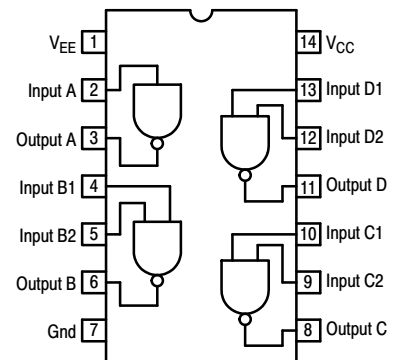 VEE 1
Input A 2
Output A 3
Input B1 4
Input B2 5
Output B 6
Gnd 7
14 VCC
13 Input D1
12 Input D2
11 Output D
10 Input C1
9 Input C2
8 Output C